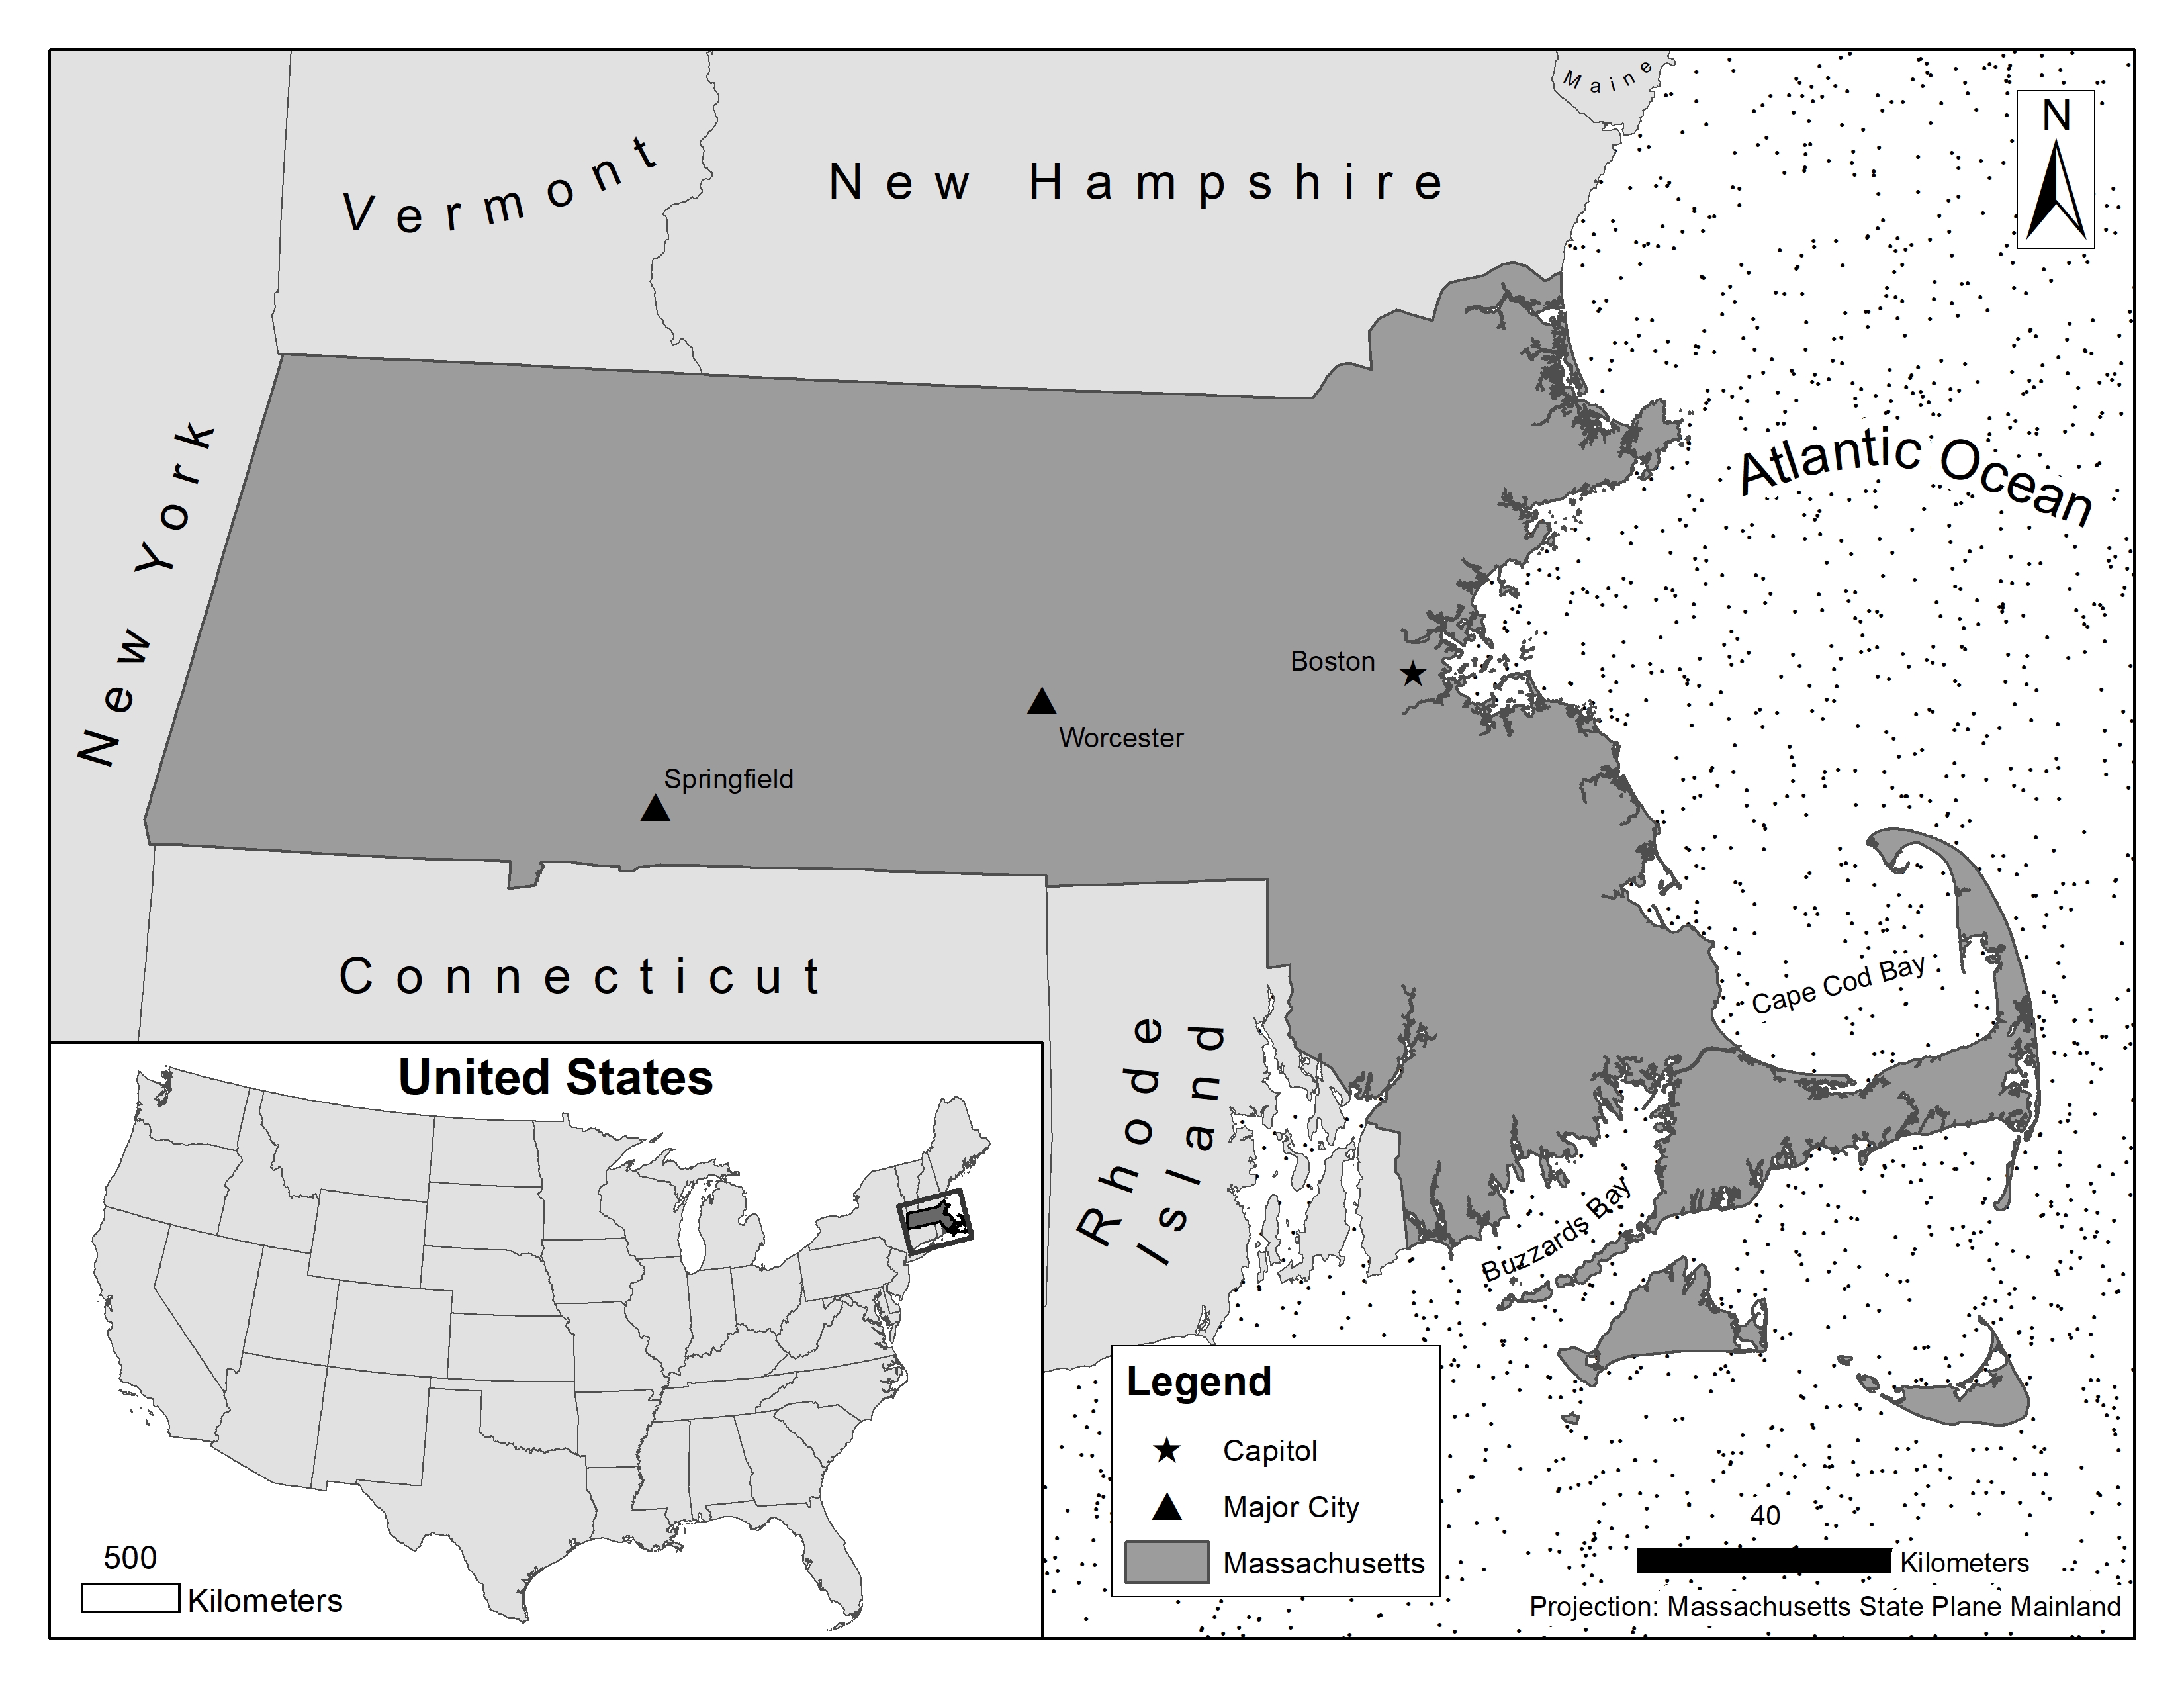 Maine
N
Vermont
New Hampshire
New York
Atlantic Ocean
Boston
Worcester
Springfield
Cape Cod Bay
Connecticut
Rhode
Island
Buzzards Bay
United States
500
Kilometers
Legend
Capitol
Major City
Massachusetts
40
Kilometers
Projection: Massachusetts State Plane Mainland